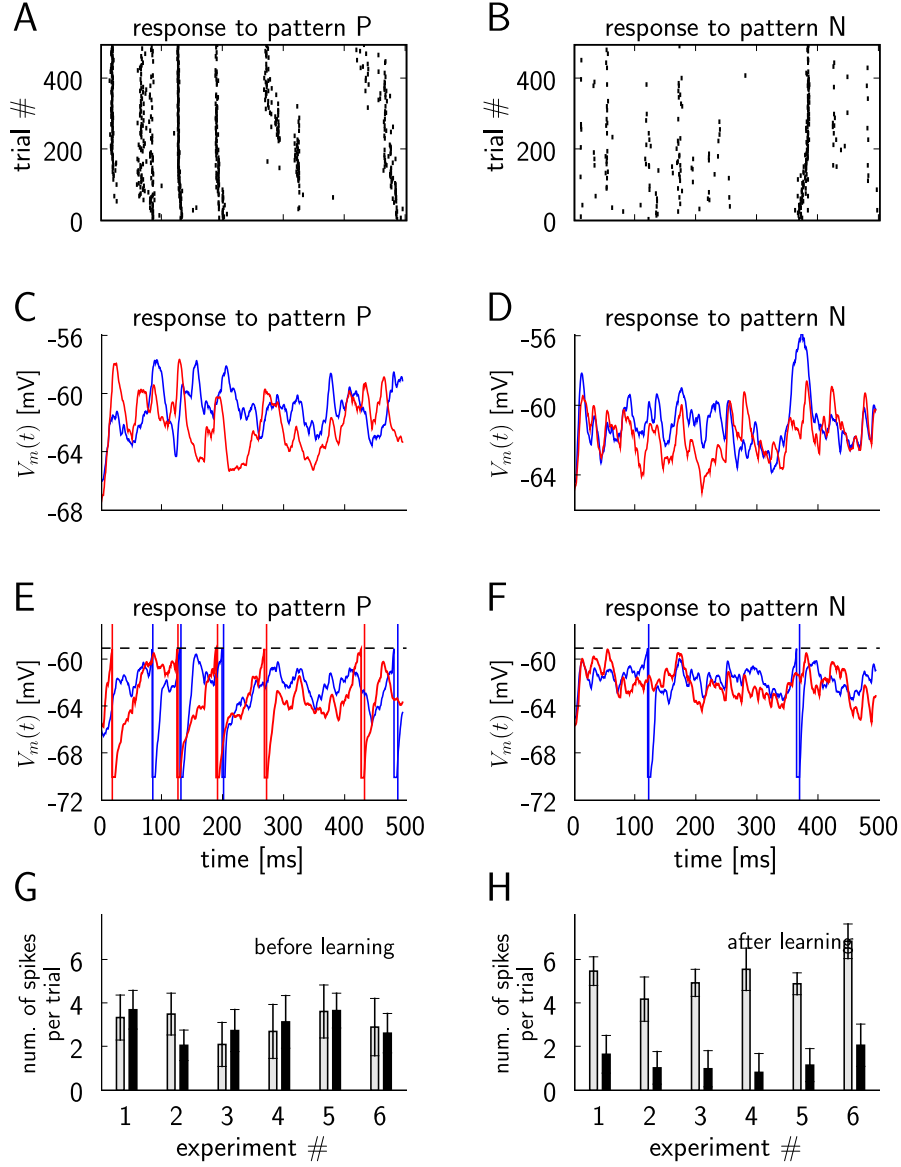 A
response to pattern P
trial #
400
200
0
B
response to pattern N
trial #
400
200
0
C
response to pattern P
V_m(t) [mV]
-56
-60
-64
-68
D
response to pattern N
V_m(t) [mV]
-56
-60
-64
E
response to pattern P
V_m(t) [mV]
-60
-64
-68
-72
0 100 200 300 400 500
time [ms]
F
response to pattern N
V_m(t) [mV]
-60
-64
-68
-72
0 100 200 300 400 500
time [ms]
G
before learning
num. of spikes
per trial
6
4
2
0
1 2 3 4 5 6
experiment #
H
after learning
num. of spikes
per trial
6
4
2
0
1 2 3 4 5 6
experiment #